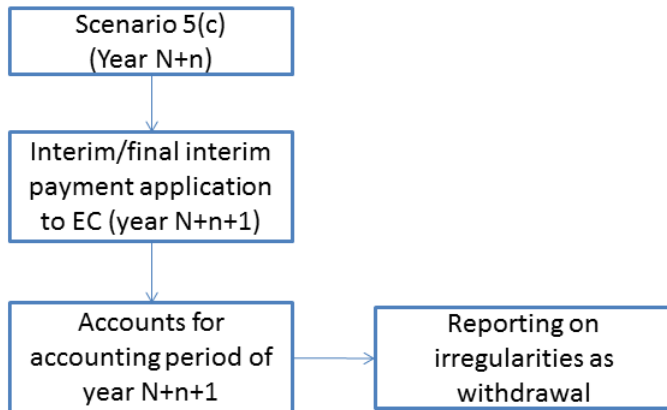 Scenario 5(c)
(Year N+n)
Interim/final interim
payment application
to EC (year N+n+1)
Accounts for
accounting period of
year N+n+1
Reporting on
irregularities as
withdrawal